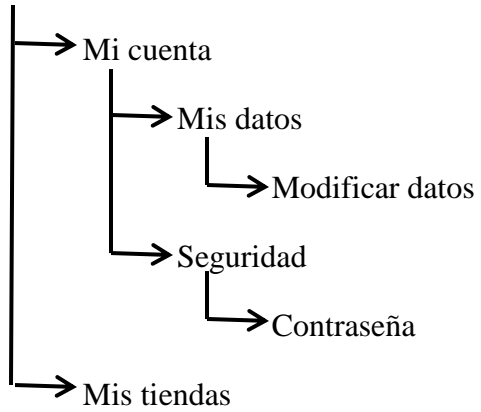 Mi cuenta
Mis datos
Modificar datos
Seguridad
Contraseña
Mis tiendas